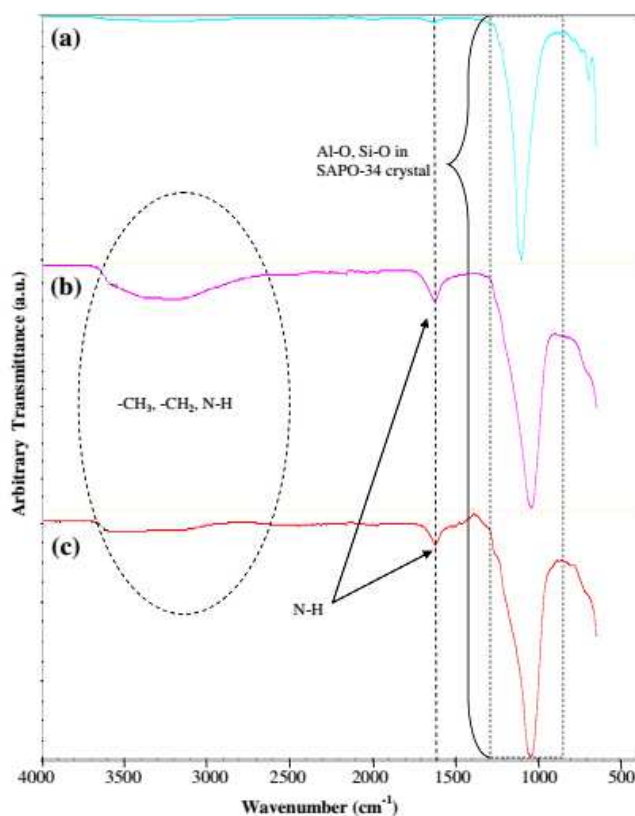 (a)
Al-O, Si-O in
SAPO-34 crystal
(b)
-CH₃, -CH₂, N-H
(c)
N-H
Arbitrary Transmittance (a.u.)
4000 3500 3000 2500 2000 1500 1000 500
Wavenumber (cm⁻¹)